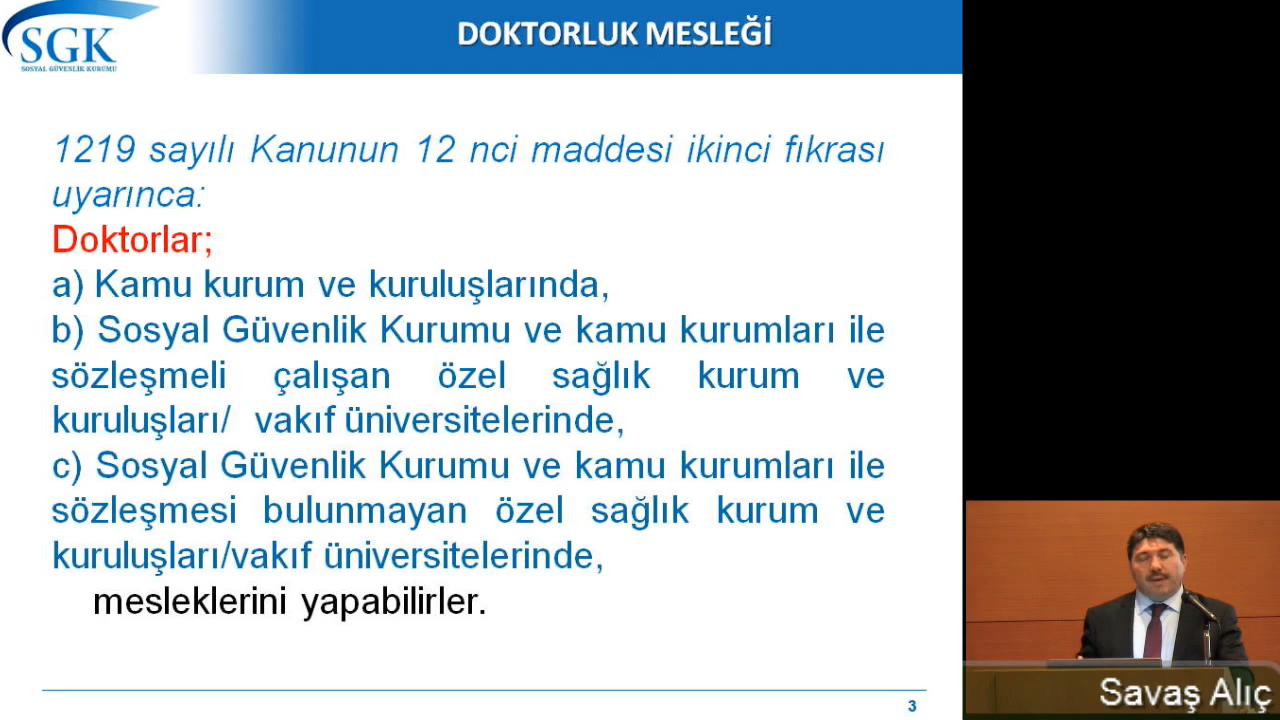 SGK
SOSYAL GÜVENLİK KURUMU
DOKTORLUK MESLEĞİ
1219 sayılı Kanunun 12 nci maddesi ikinci fıkrası
uyarınca:
Doktorlar;
a) Kamu kurum ve kuruluşlarında,
b) Sosyal Güvenlik Kurumu ve kamu kurumları ile
sözleşmeli çalışan özel sağlık kurum ve
kuruluşları/ vakıf üniversitelerinde,
c) Sosyal Güvenlik Kurumu ve kamu kurumları ile
sözleşmesi bulunmayan özel sağlık kurum ve
kuruluşları/vakıf üniversitelerinde,
mesleklerini yapabilirler.
3
Savaş Alıç